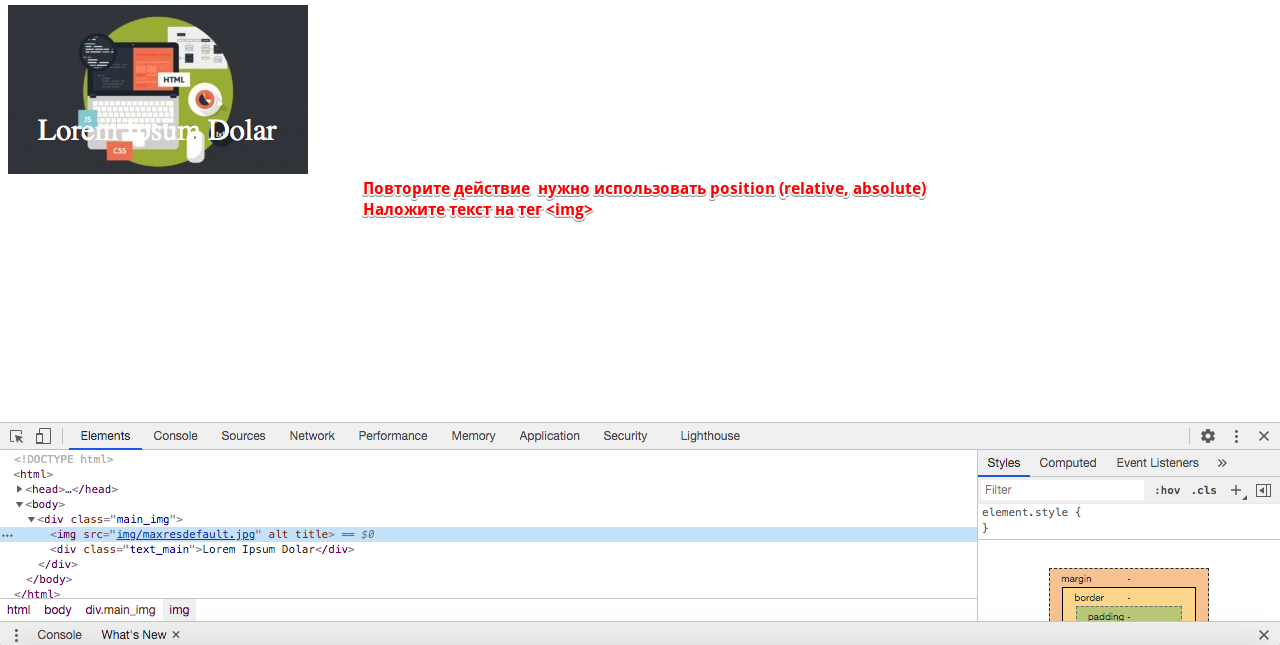 HTML
JS
Lorem Ipsum Dolar
CSS
Повторите действие  нужно использовать position (relative, absolute)
Наложите текст на тег <img>
Elements Console Sources Network Performance Memory Application Security Lighthouse
<!DOCTYPE html>
<html>
<head>…</head>
<body>
<div class="main_img">
<img src="img/maxresdefault.jpg" alt title> == $0
<div class="text_main">Lorem Ipsum Dolar</div>
</div>
</body>
</html>
html body div.main_img img
Styles Computed Event Listeners »
Filter :hov .cls +
element.style {
}
margin -
border -
padding -
Console What's New ×